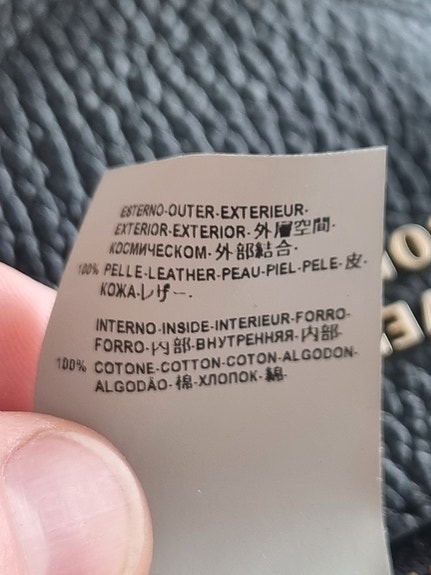 ESTERNO-OUTER-EXTERIEUR-
EXTERIOR-EXTERIOR-外层空間-
КОСМИЧЕСКОМ-外部結合-
100% PELLE-LEATHER-PEAU-PIEL-PELE-皮-
КОЖА-レザー-
INTERNO-INSIDE-INTERIEUR-FORRO-
FORRO-内部-ВНУТРЕННЯЯ-内部-
100% COTONE-COTTON-COTON-ALGODON-
ALGODÃO-棉-ХЛОПОК-綿-